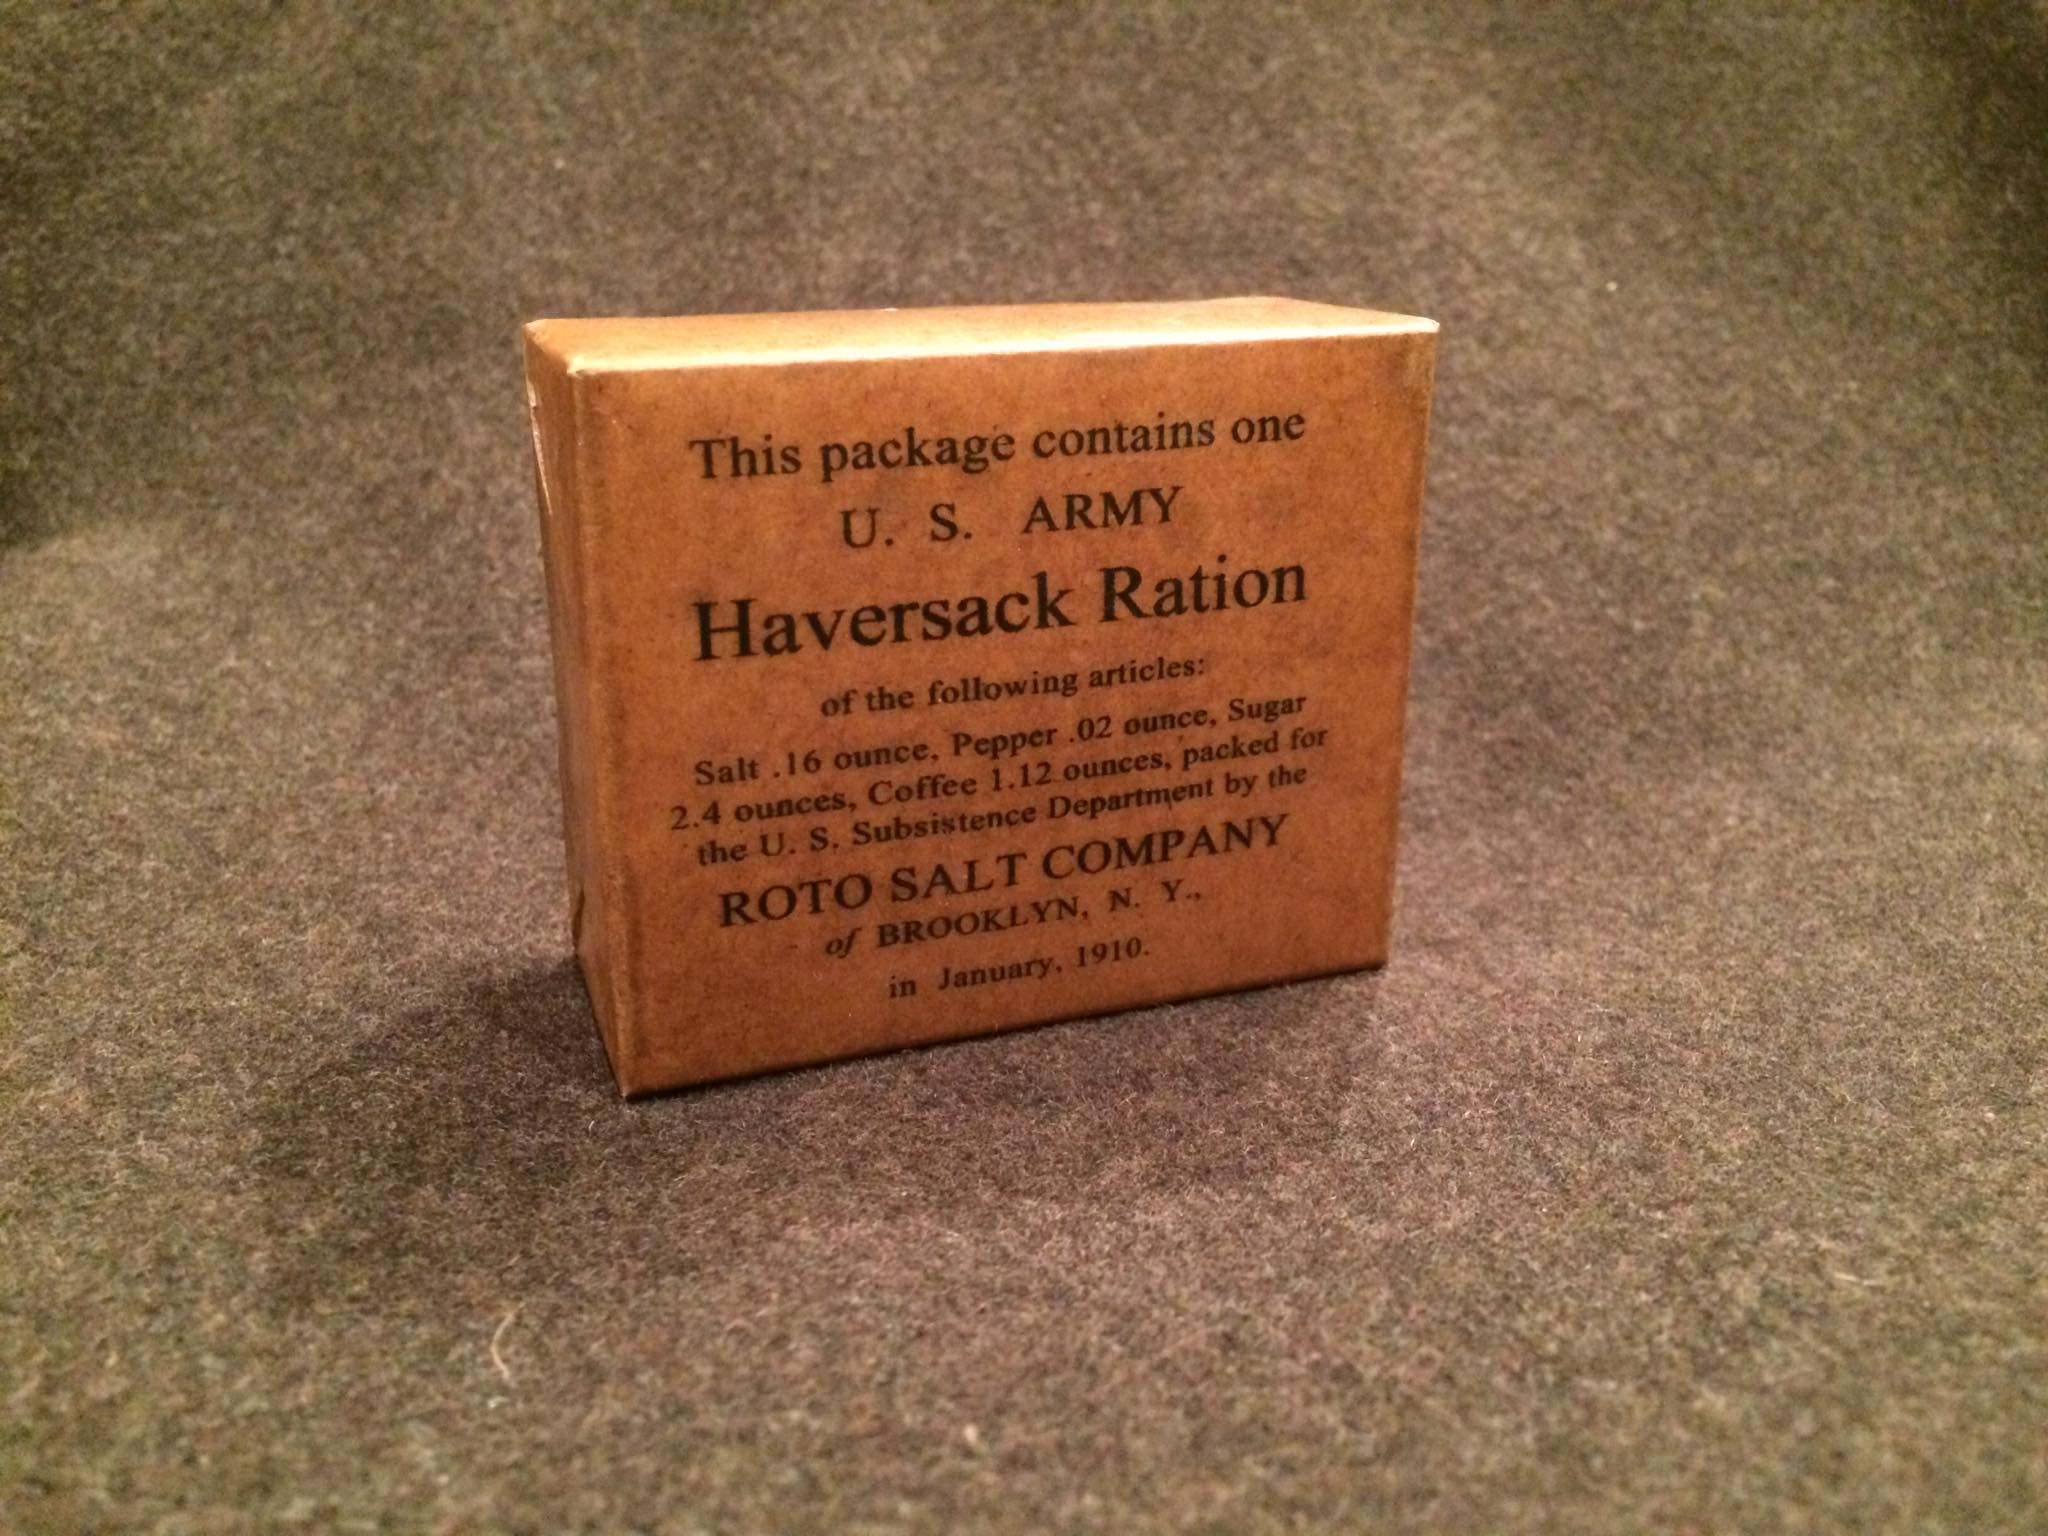 This package contains one
U. S. ARMY
Haversack Ration
of the following articles:
Salt .16 ounce, Pepper .02 ounce, Sugar
2.4 ounces, Coffee 1.12 ounces, packed for
the U. S. Subsistence Department by the
ROTO SALT COMPANY
of BROOKLYN, N. Y.,
in January, 1910.